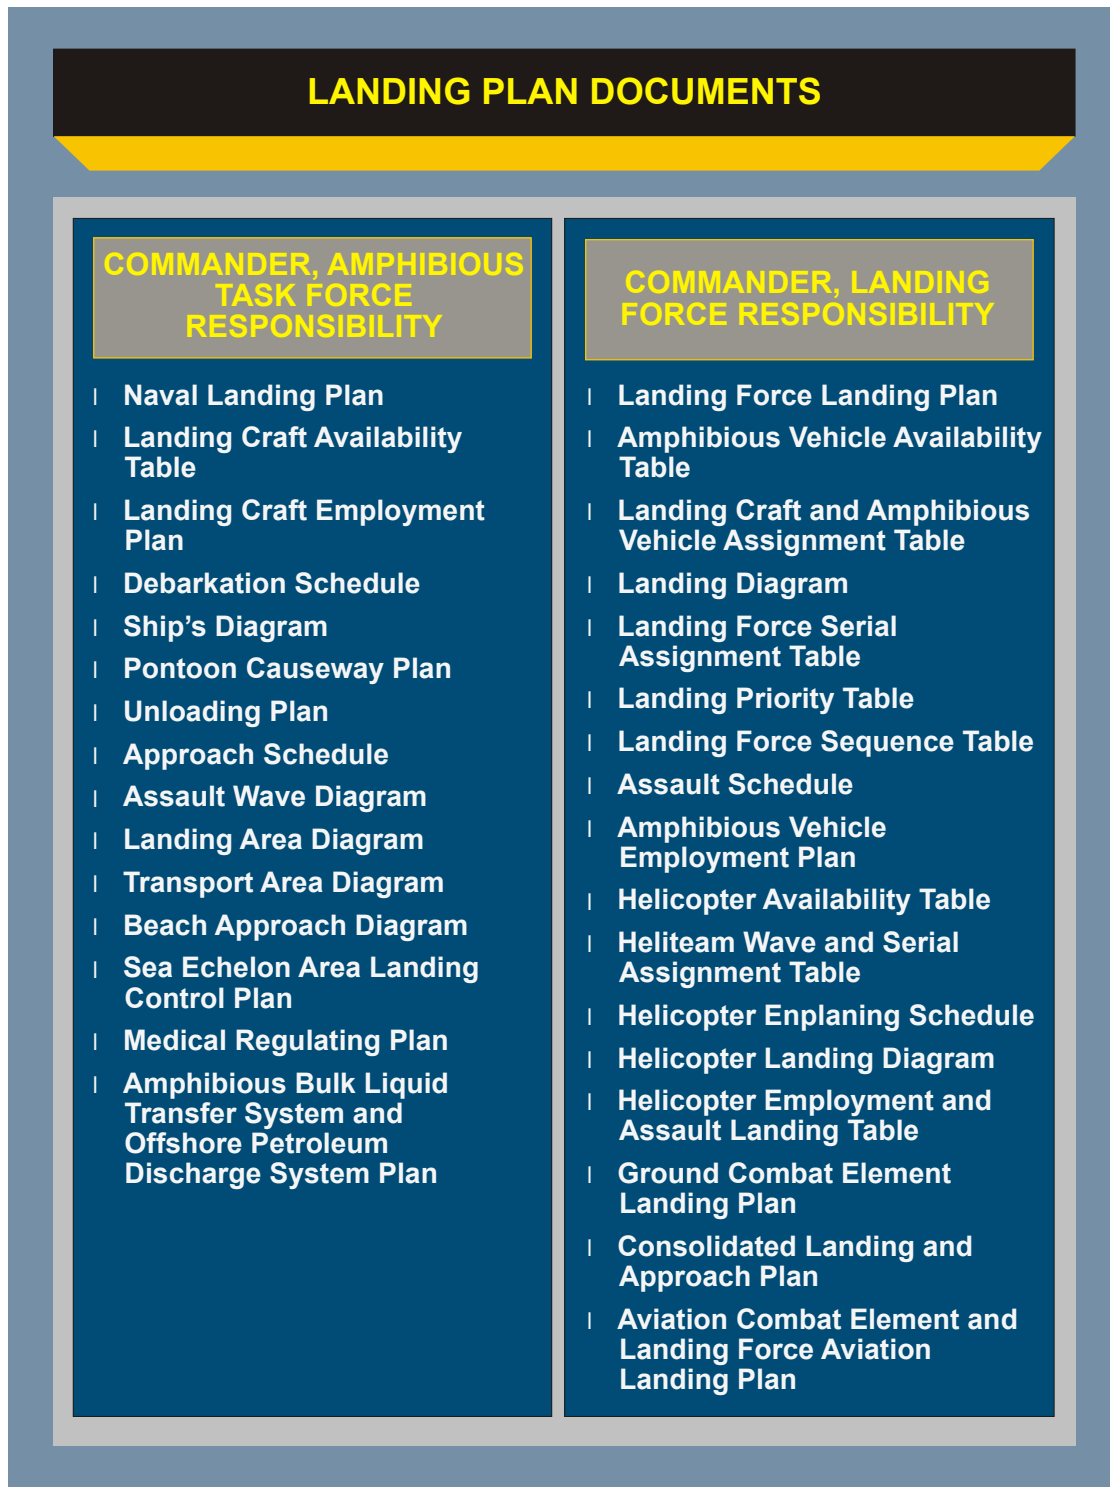 LANDING PLAN DOCUMENTS
COMMANDER, AMPHIBIOUS
TASK FORCE
RESPONSIBILITY
l Naval Landing Plan
l Landing Craft Availability
Table
l Landing Craft Employment
Plan
l Debarkation Schedule
l Ship’s Diagram
l Pontoon Causeway Plan
l Unloading Plan
l Approach Schedule
l Assault Wave Diagram
l Landing Area Diagram
l Transport Area Diagram
l Beach Approach Diagram
l Sea Echelon Area Landing
Control Plan
l Medical Regulating Plan
l Amphibious Bulk Liquid
Transfer System and
Offshore Petroleum
Discharge System Plan
COMMANDER, LANDING
FORCE RESPONSIBILITY
l Landing Force Landing Plan
l Amphibious Vehicle Availability
Table
l Landing Craft and Amphibious
Vehicle Assignment Table
l Landing Diagram
l Landing Force Serial
Assignment Table
l Landing Priority Table
l Landing Force Sequence Table
l Assault Schedule
l Amphibious Vehicle
Employment Plan
l Helicopter Availability Table
l Heliteam Wave and Serial
Assignment Table
l Helicopter Enplaning Schedule
l Helicopter Landing Diagram
l Helicopter Employment and
Assault Landing Table
l Ground Combat Element
Landing Plan
l Consolidated Landing and
Approach Plan
l Aviation Combat Element and
Landing Force Aviation
Landing Plan